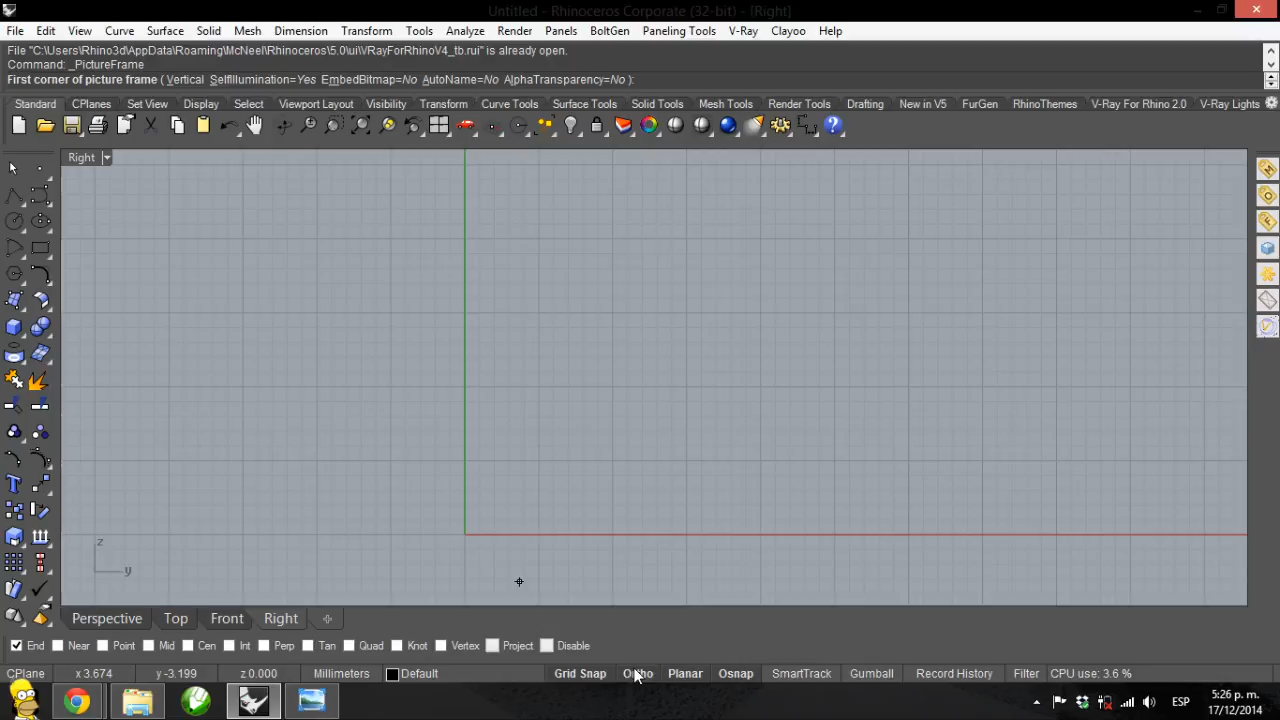 Untitled - Rhinoceros Corporate (32-bit) - [Right]
File Edit View Curve Surface Solid Mesh Dimension Transform Tools Analyze Render Panels BoltGen Paneling Tools V-Ray Clayoo Help
File "C:\Users\Rhino3d\AppData\Roaming\McNeel\Rhinoceros\5.0\ui\VRayForRhinoV4_tb.rui" is already open.
Command: _PictureFrame
First corner of picture frame ( Vertical SelfIllumination=Yes EmbedBitmap=No AutoName=No AlphaTransparency=No ):
Standard CPlanes Set View Display Select Viewport Layout Visibility Transform Curve Tools Surface Tools Solid Tools Mesh Tools Render Tools Drafting New in V5 FurGen RhinoThemes V-Ray For Rhino 2.0 V-Ray Lights
Right
z
y
Perspective Top Front Right
End Near Point Mid Cen Int Perp Tan Quad Knot Vertex Project Disable
CPlane x 3.674 y -3.199 z 0.000 Millimeters Default Grid Snap Ortho Planar Osnap SmartTrack Gumball Record History Filter CPU use: 3.6 %
ESP
5:26 p. m.
17/12/2014